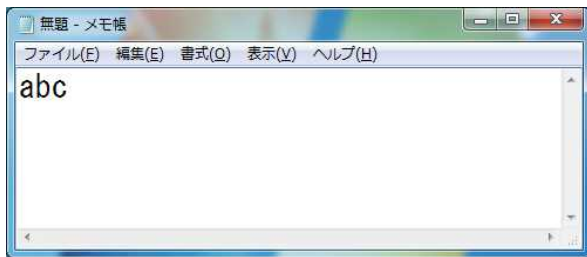 無題 - メモ帳
ファイル(F) 編集(E) 書式(O) 表示(V) ヘルプ(H)
abc